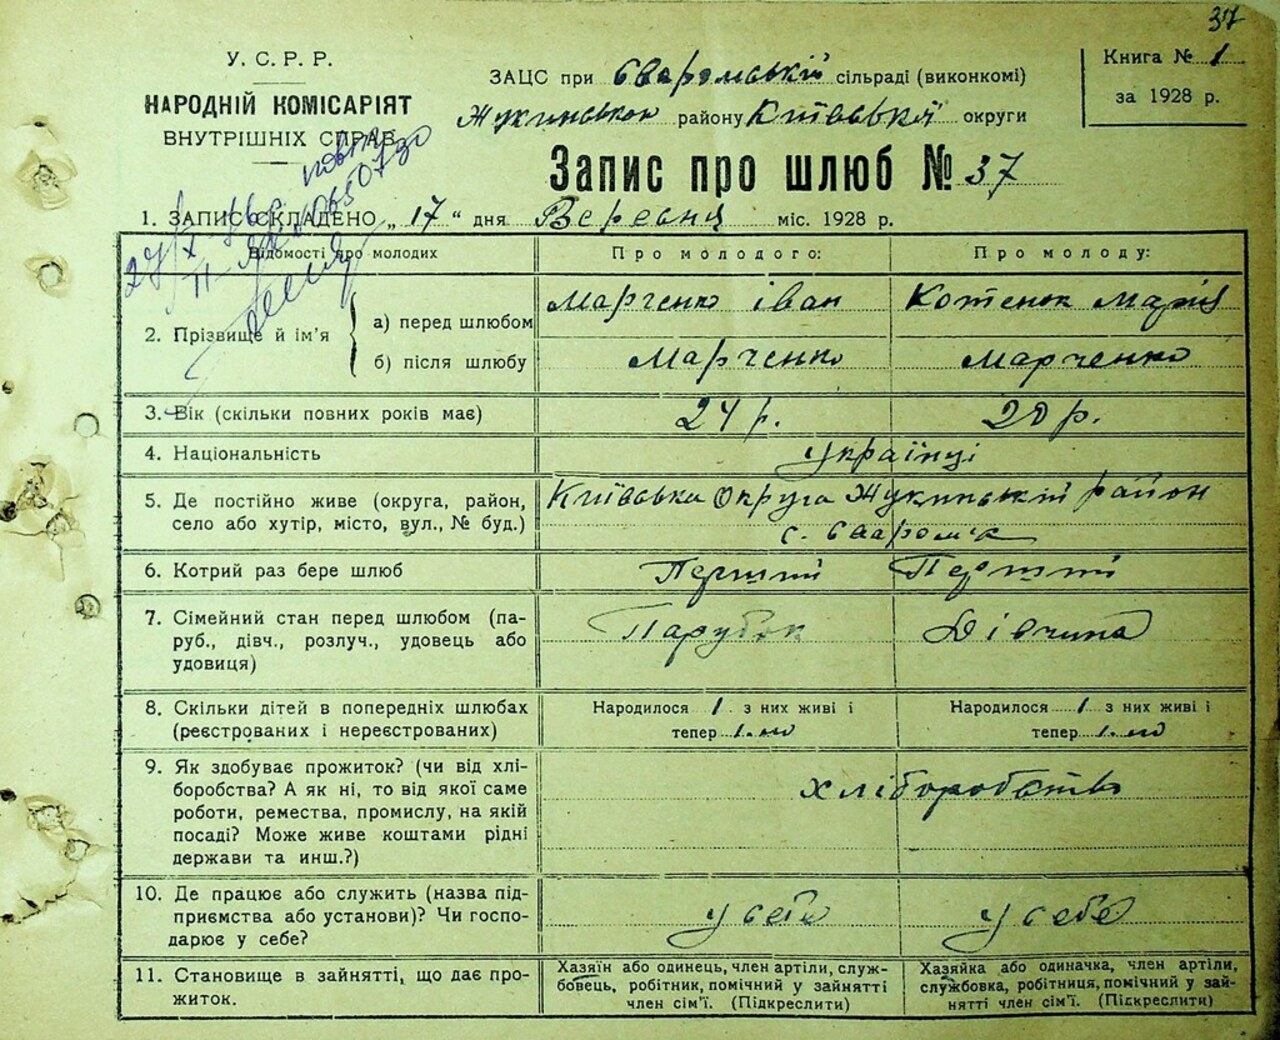 37
У. С. Р. Р.
НАРОДНІЙ КОМІСАРІЯТ
ВНУТРІШНІХ СПРАВ
ЗАЦС при Єваромській сільраді (виконкомі)
Жукинського району Київської округи
Книга № 1
за 1928 р.
Запис про шлюб № 37
1. ЗАПИС СКЛАДЕНО „ 17 “ дня Вересня міс. 1928 р.
Відомості про молодих
Про молодого:
Про молоду:
2. Прізвище й ім'я
а) перед шлюбом
Марченко Іван
Котенок Марія
б) після шлюбу
Марченко
Марченко
3. Вік (скільки повних років має)
24 р.
20 р.
4. Національність
Українці
5. Де постійно живе (округа, район,
село або хутір, місто, вул., № буд.)
Київська Округа Жукинський район
с.
6. Котрий раз бере шлюб
Перший
Перший
7. Сімейний стан перед шлюбом (па-
руб., дівч., розлуч., удовець або
удовиця)
Парубок
Дівчина
8. Скільки дітей в попередніх шлюбах
(реєстрованих і нереєстрованих)
Народилося 1 з них живі і
тепер
Народилося 1 з них живі і
тепер
9. Як здобуває прожиток? (чи від хлі-
боробства? А як ні, то від якої саме
роботи, ремества, промислу, на якій
посаді? Може живе коштами рідні
держави та инш.?)
Хліборобство
10. Де працює або служить (назва під-
приємства або установи)? Чи госпо-
дарює у себе?
у себе
у себе
11. Становище в зайнятті, що дає про-
житок.
Хазяїн або одинець, член артіли, служ-
бовець, робітник, помічний у зайнятті
член сім'ї. (Підкреслити)
Хазяйка або одиначка, член артіли,
службовка, робітниця, помічний у зай-
нятті член сім'ї. (Підкреслити)